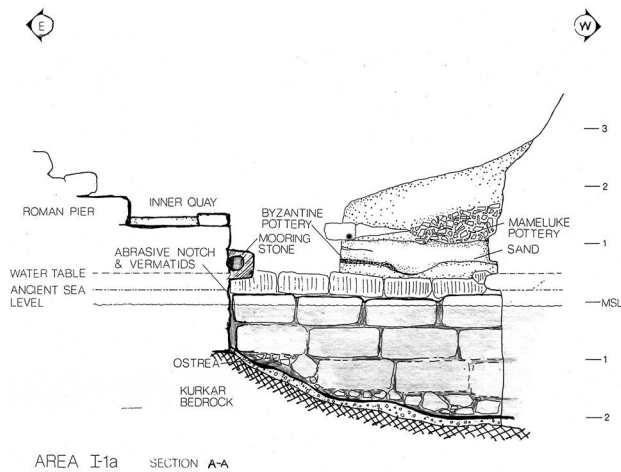 E
W
3
2
ROMAN PIER
INNER QUAY
BYZANTINE
POTTERY
MAMELUKE
POTTERY
MOORING
STONE
1
SAND
ABRASIVE NOTCH
& VERMATIDS
WATER TABLE
ANCIENT SEA
LEVEL
MSL
OSTREA
1
KURKAR
BEDROCK
2
AREA I-1a
SECTION A-A